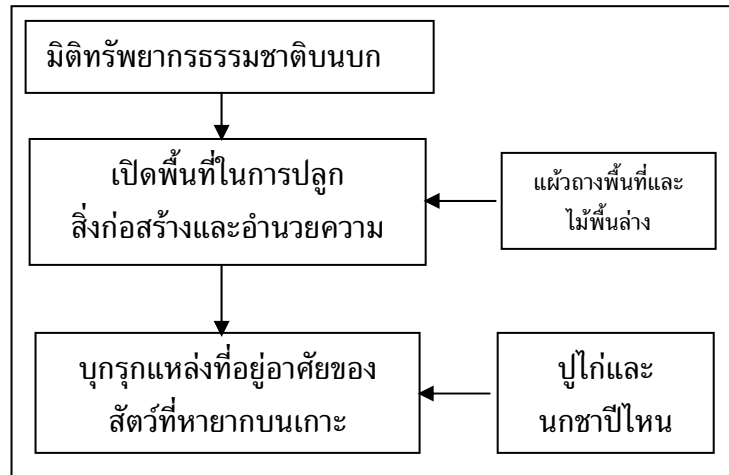 มิติทรัพยากรธรรมชาติบนบก
เปิดพื้นที่ในการปลูก
สิ่งก่อสร้างและอำนวยความ
แผ้วถางพื้นที่และ
ไม้พื้นล่าง
บุกรุกแหล่งที่อยู่อาศัยของ
สัตว์ที่หายากบนเกาะ
ปูไก่และ
นกชาปีไหน